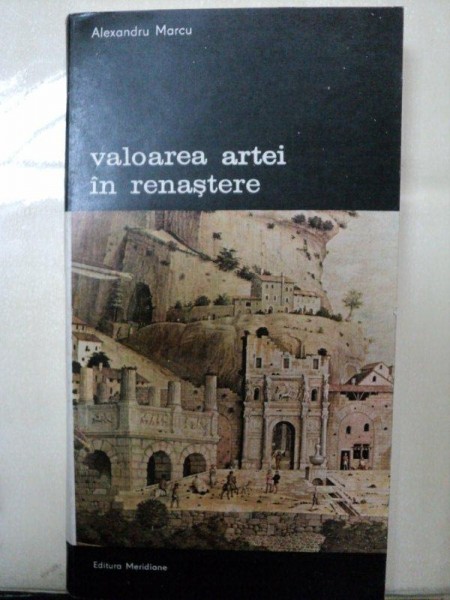 Alexandru Marcu
valoarea artei
în renaştere
Editura Meridiane